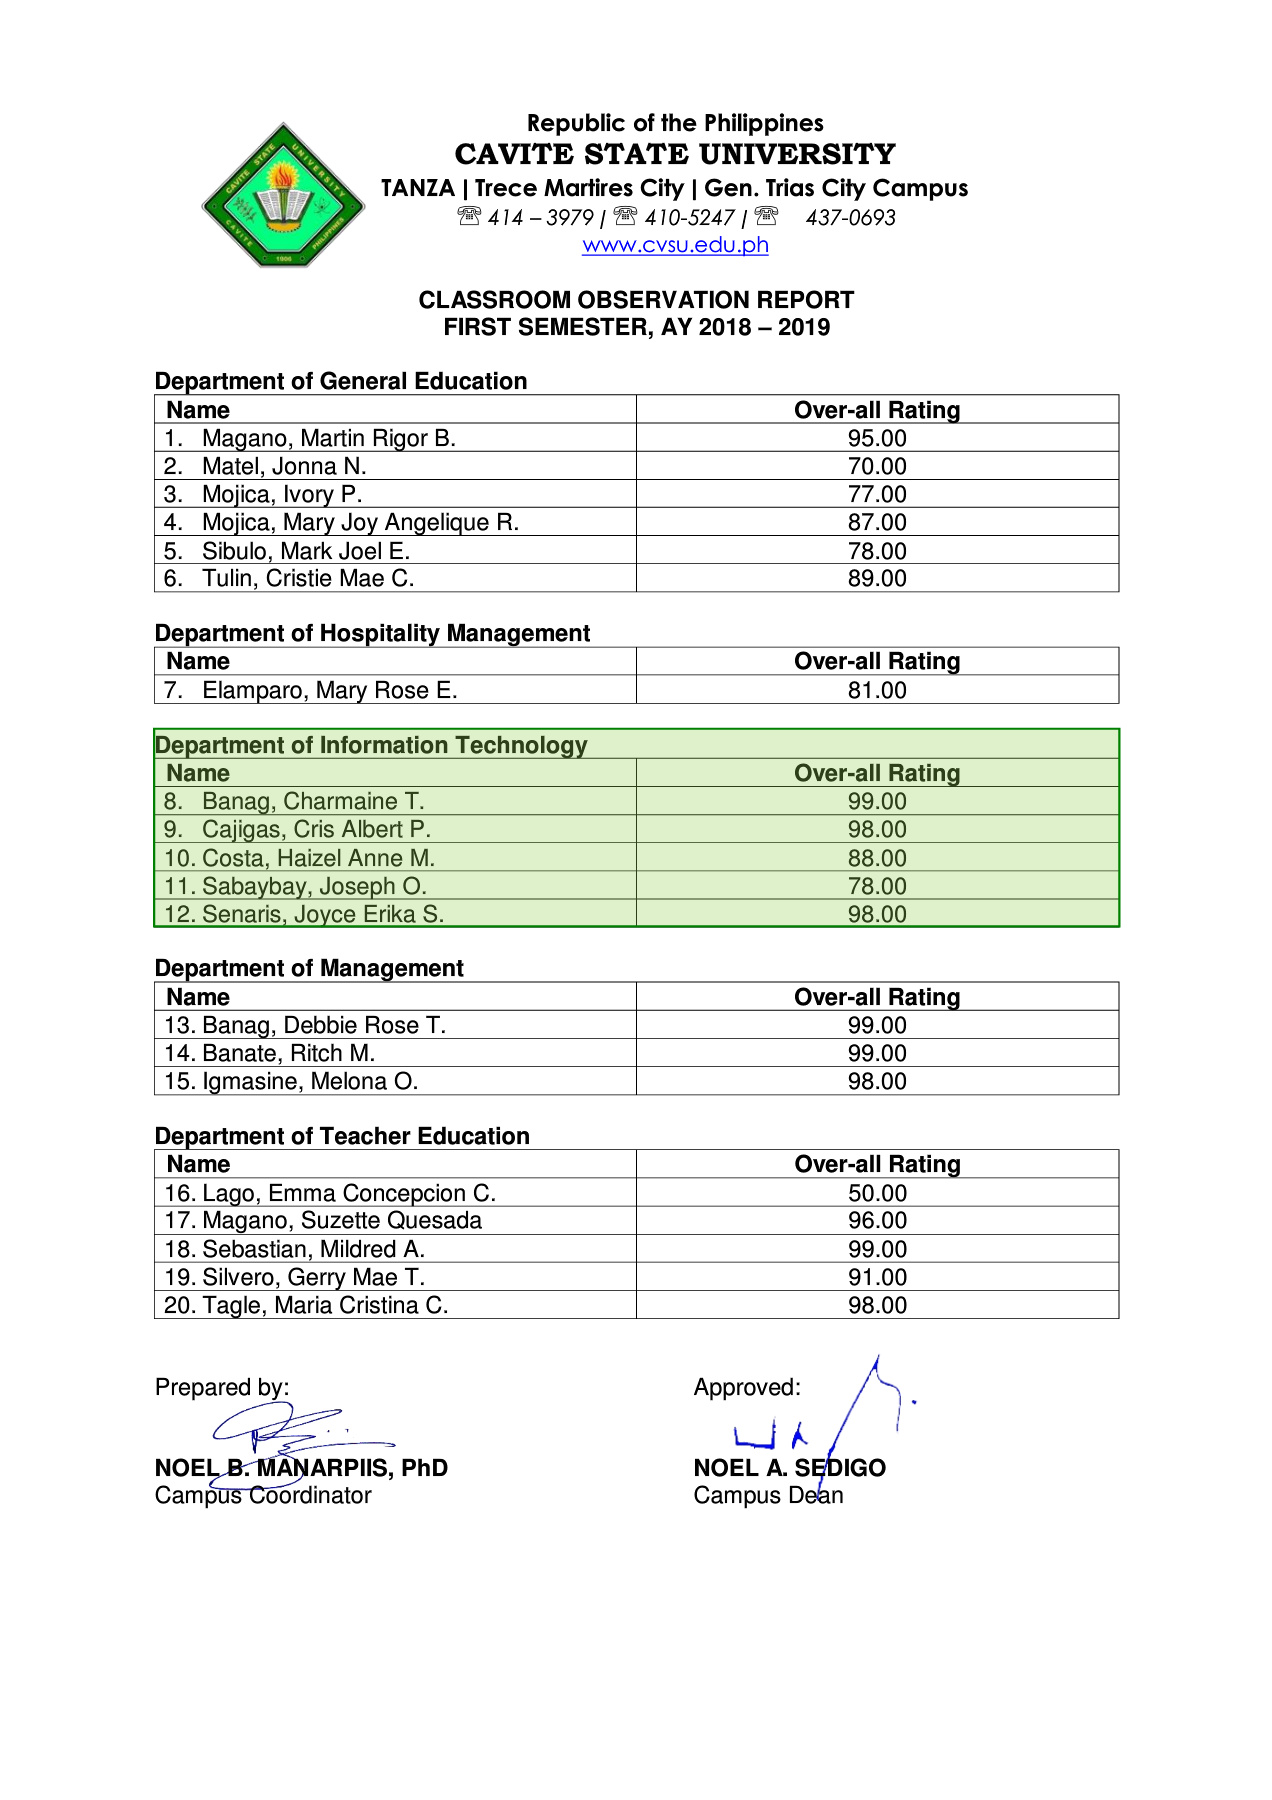 Republic of the Philippines
CAVITE STATE UNIVERSITY
TANZA | Trece Martires City | Gen. Trias City Campus
☏ 414 – 3979 | ☏ 410-5247 | ☏ 437-0693
www.cvsu.edu.ph
CAVITE STATE UNIVERSITY
CAVITE PHILIPPINES
1906
CLASSROOM OBSERVATION REPORT
FIRST SEMESTER, AY 2018 – 2019
Department of General Education
Name Over-all Rating
1. Magano, Martin Rigor B. 95.00
2. Matel, Jonna N. 70.00
3. Mojica, Ivory P. 77.00
4. Mojica, Mary Joy Angelique R. 87.00
5. Sibulo, Mark Joel E. 78.00
6. Tulin, Cristie Mae C. 89.00
Department of Hospitality Management
Name Over-all Rating
7. Elamparo, Mary Rose E. 81.00
Department of Information Technology
Name Over-all Rating
8. Banag, Charmaine T. 99.00
9. Cajigas, Cris Albert P. 98.00
10. Costa, Haizel Anne M. 88.00
11. Sabaybay, Joseph O. 78.00
12. Senaris, Joyce Erika S. 98.00
Department of Management
Name Over-all Rating
13. Banag, Debbie Rose T. 99.00
14. Banate, Ritch M. 99.00
15. Igmasine, Melona O. 98.00
Department of Teacher Education
Name Over-all Rating
16. Lago, Emma Concepcion C. 50.00
17. Magano, Suzette Quesada 96.00
18. Sebastian, Mildred A. 99.00
19. Silvero, Gerry Mae T. 91.00
20. Tagle, Maria Cristina C. 98.00
Prepared by: Approved:
NOEL B. MANARPIIS, PhD NOEL A. SEDIGO
Campus Coordinator Campus Dean